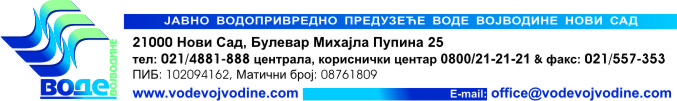 ВОДЕ
ВОЈВОДИНЕ
ЈАВНО ВОДОПРИВРЕДНО ПРЕДУЗЕЋЕ ВОДЕ ВОЈВОДИНЕ НОВИ САД
21000 Нови Сад, Булевар Михајла Пупина 25
тел: 021/4881-888 централа, кориснички центар 0800/21-21-21 & факс: 021/557-353
ПИБ: 102094162, Матични број: 08761809
www.vodevojvodine.com E-mail: office@vodevojvodine.com